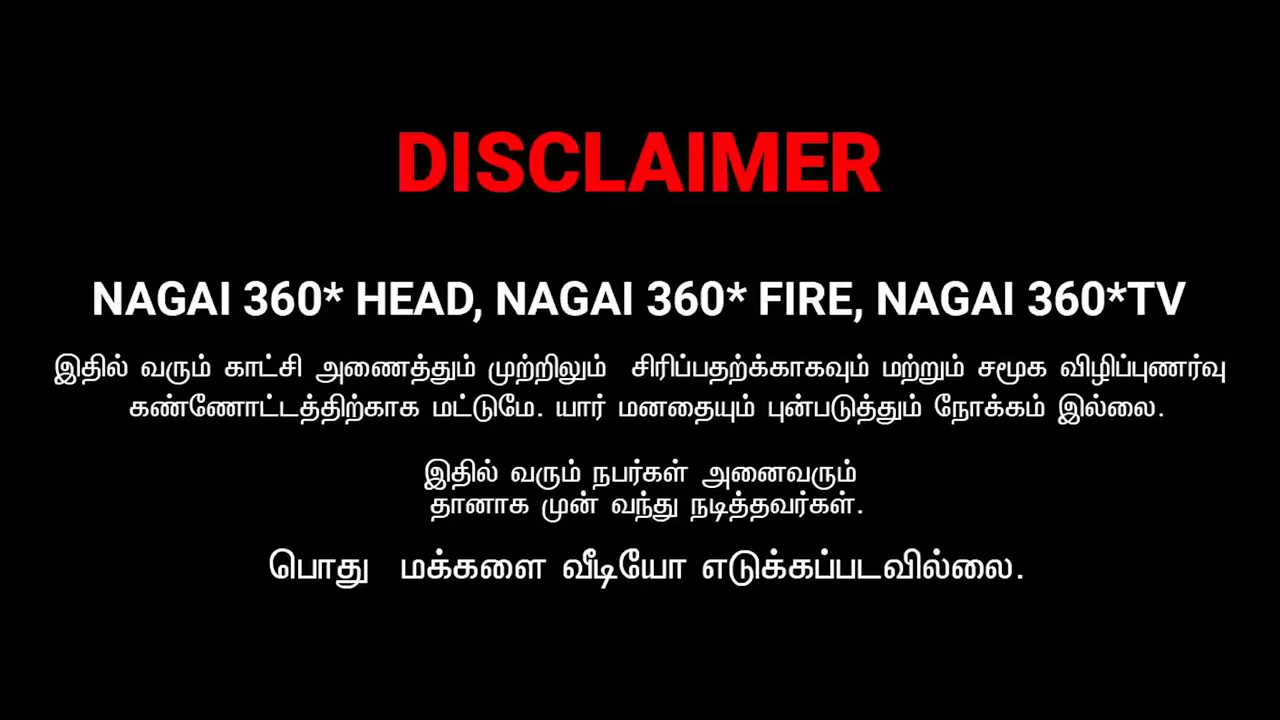 DISCLAIMER
NAGAI 360* HEAD, NAGAI 360* FIRE, NAGAI 360*TV
இதில் வரும் காட்சி அணைத்தும் முற்றிலும் சிரிப்பதற்க்காகவும் மற்றும் சமூக விழிப்புணர்வு
கண்ணோட்டத்திற்காக மட்டுமே. யார் மனதையும் புன்படுத்தும் நோக்கம் இல்லை.
இதில் வரும் நபர்கள் அனைவரும்
தானாக முன் வந்து நடித்தவர்கள்.
பொது மக்களை வீடியோ எடுக்கப்படவில்லை.